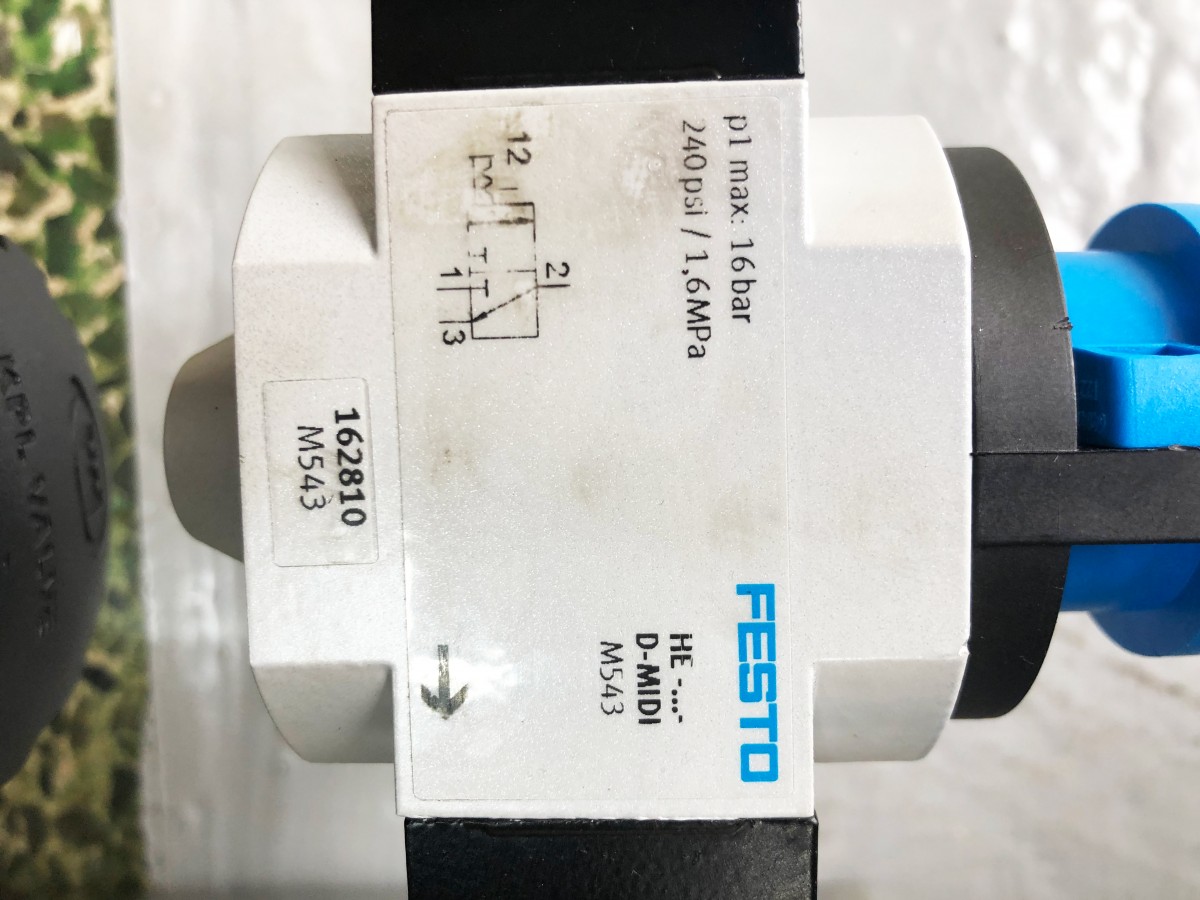 p1 max: 16 bar
240 psi / 1,6 MPa
12
2
1
3
FESTO
HE -...-
D-MIDI
M543
162810
M543